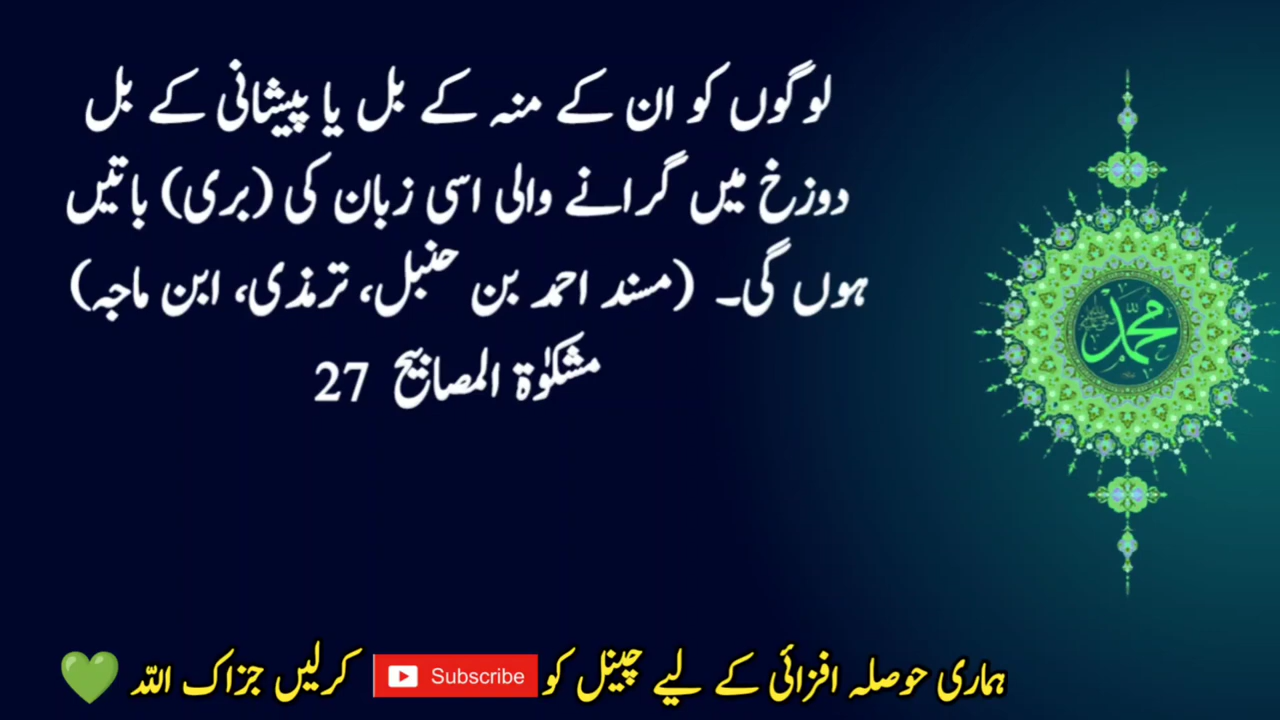 لوگوں کو ان کے منہ کے بل یا پیشانی کے بل
دوزخ میں گرانے والی اسی زبان کی (بری) باتیں
ہوں گی۔ (مسند احمد بن حنبل، ترمذی، ابن ماجہ)
مشکوٰۃ المصابیح 27
محمد
ہماری حوصلہ افزائی کے لیے چینل کو Subscribe کرلیں جزاک اللہ 💚